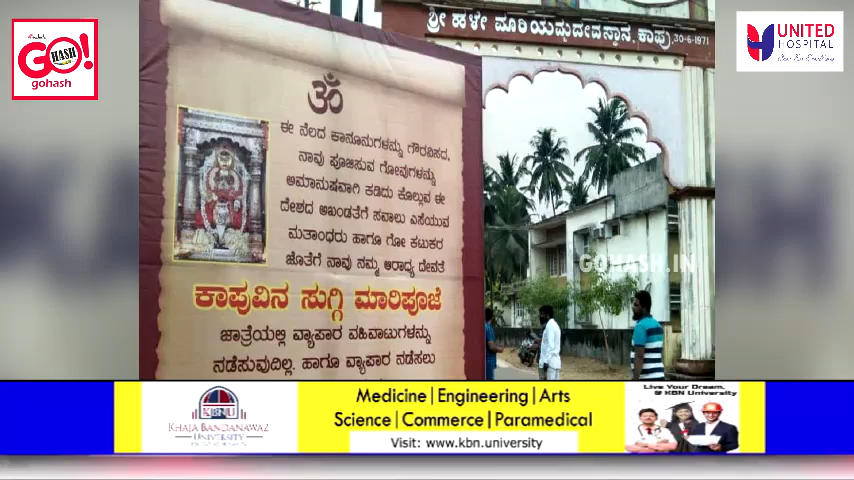 GO!
HASH
gohash
UNITED
HOSPITAL
ಶ್ರೀ ಹಳೇ ಮಾರಿಯಮ್ಮದೇವಸ್ಥಾನ, ಕಾಪು, 30-6-1971
ಓಂ
ಈ ನೆಲದ ಕಾನೂನುಗಳನ್ನು ಗೌರವಿಸದ,
ನಾವು ಪೂಜಿಸುವ ಗೋವುಗಳನ್ನು
ಅಮಾನುಷವಾಗಿ ಕಡಿದು ಕೊಲ್ಲುವ ಈ
ದೇಶದ ಅಖಂಡತೆಗೆ ಸವಾಲು ಎಸೆಯುವ
ಮತಾಂಧರು ಹಾಗೂ ಗೋ ಕಟುಕರ
ಜೊತೆಗೆ ನಾವು ನಮ್ಮ ಆರಾಧ್ಯ ದೇವತೆ
ಕಾಪುವಿನ ಸುಗ್ಗಿ ಮಾರಿಪೂಜೆ
ಜಾತ್ರೆಯಲ್ಲಿ ವ್ಯಾಪಾರ ವಹಿವಾಟುಗಳನ್ನು
ನಡೆಸುವುದಿಲ್ಲ. ಹಾಗೂ ವ್ಯಾಪಾರ ನಡೆಸಲು
GOHASH.IN
KBNU
KHAJA BANDANAWAZ
UNIVERSITY
Medicine|Engineering|Arts
Science|Commerce|Paramedical
Visit: www.kbn.university
Live Your Dream,
@ KBN University